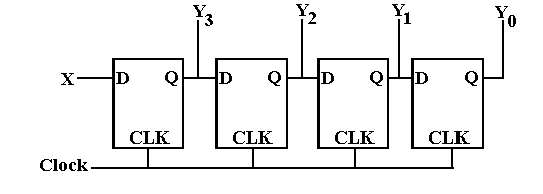 Y3 Y2 Y1 Y0
X D Q D Q D Q D Q
CLK CLK CLK CLK
Clock